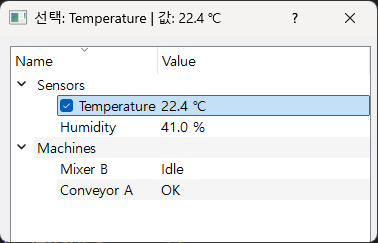 선택: Temperature | 값: 22.4 ℃
Name Value
Sensors
Temperature 22.4 ℃
Humidity 41.0 %
Machines
Mixer B Idle
Conveyor A OK